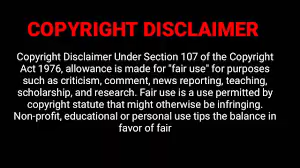 COPYRIGHT DISCLAIMER
Copyright Disclaimer Under Section 107 of the Copyright
Act 1976, allowance is made for "fair use" for purposes
such as criticism, comment, news reporting, teaching,
scholarship, and research. Fair use is a use permitted by
copyright statute that might otherwise be infringing.
Non-profit, educational or personal use tips the balance in
favor of fair